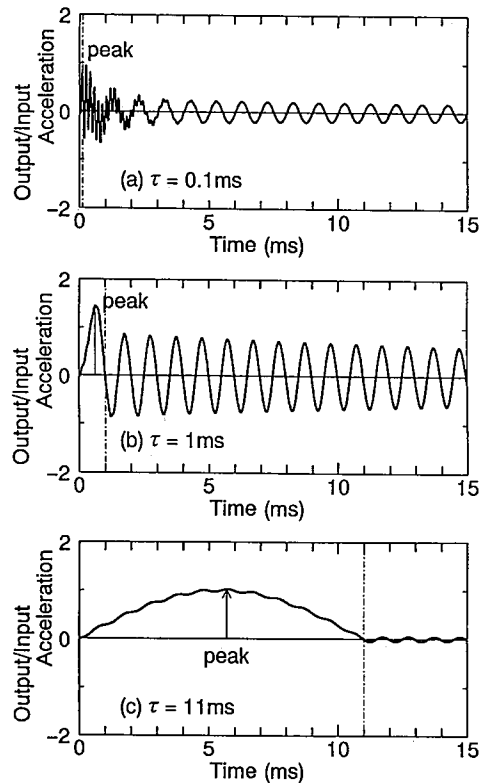 2
peak
Output/Input
Acceleration
0
(a) τ = 0.1ms
−2
0 5 10 15
Time (ms)
2
peak
Output/Input
Acceleration
0
(b) τ = 1ms
−2
0 5 10 15
Time (ms)
2
Output/Input
Acceleration
0
peak
(c) τ = 11ms
−2
0 5 10 15
Time (ms)